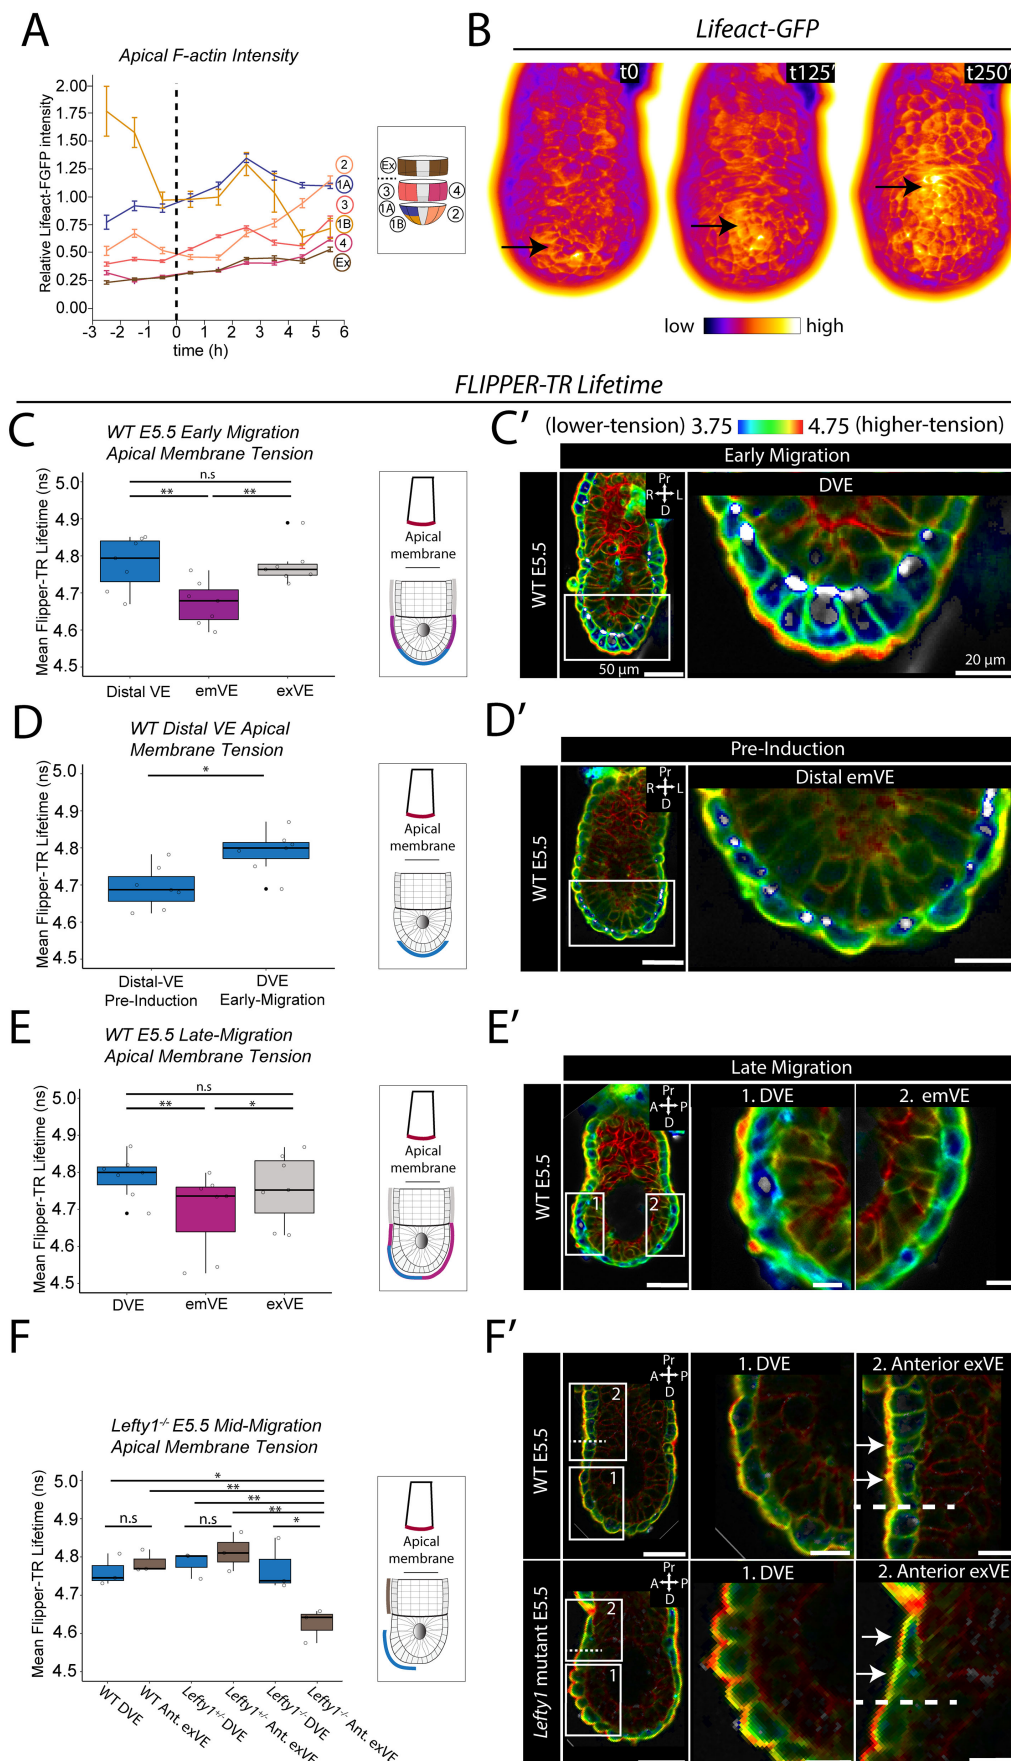 A
Apical F-actin Intensity
Relative Lifeact-FGFP intensity
2.00
1.75
1.50
1.25
1.00
0.75
0.50
0.25
0.00
-3 -2 -1 0 1 2 3 4 5 6
time (h)
2
1A
3
1B
4
Ex
Ex
3 4
1A
1B 2
B
Lifeact-GFP
t0 t125' t250'
low high
FLIPPER-TR Lifetime
C
WT E5.5 Early Migration
Apical Membrane Tension
Mean Flipper-TR Lifetime (ns)
5.0
4.9
4.8
4.7
4.6
4.5
n.s
** **
Distal VE emVE exVE
Apical
membrane
C'
(lower-tension) 3.75 4.75 (higher-tension)
Early Migration
WT E5.5
Pr
R L
D
50 µm
DVE
20 µm
D
WT Distal VE Apical
Membrane Tension
Mean Flipper-TR Lifetime (ns)
5.0
4.9
4.8
4.7
4.6
4.5
*
Distal-VE
Pre-Induction
DVE
Early-Migration
Apical
membrane
D'
Pre-Induction
WT E5.5
Pr
R L
D
Distal emVE
E
WT E5.5 Late-Migration
Apical Membrane Tension
Mean Flipper-TR Lifetime (ns)
5.0
4.9
4.8
4.7
4.6
4.5
n.s
** *
DVE emVE exVE
Apical
membrane
E'
Late Migration
WT E5.5
Pr
A P
D
1 2
1. DVE
2. emVE
F
Lefty1-/- E5.5 Mid-Migration
Apical Membrane Tension
Mean Flipper-TR Lifetime (ns)
5.0
4.9
4.8
4.7
4.6
4.5
*
**
**
**
n.s n.s *
WT DVE
WT Ant. exVE
Lefty1+/- DVE
Lefty1+/- Ant. exVE
Lefty1-/- DVE
Lefty1-/- Ant. exVE
Apical
membrane
F'
WT E5.5
Pr
A P
D
2
1
1. DVE
2. Anterior exVE
Lefty1 mutant E5.5
Pr
A P
D
2
1
1. DVE
2. Anterior exVE